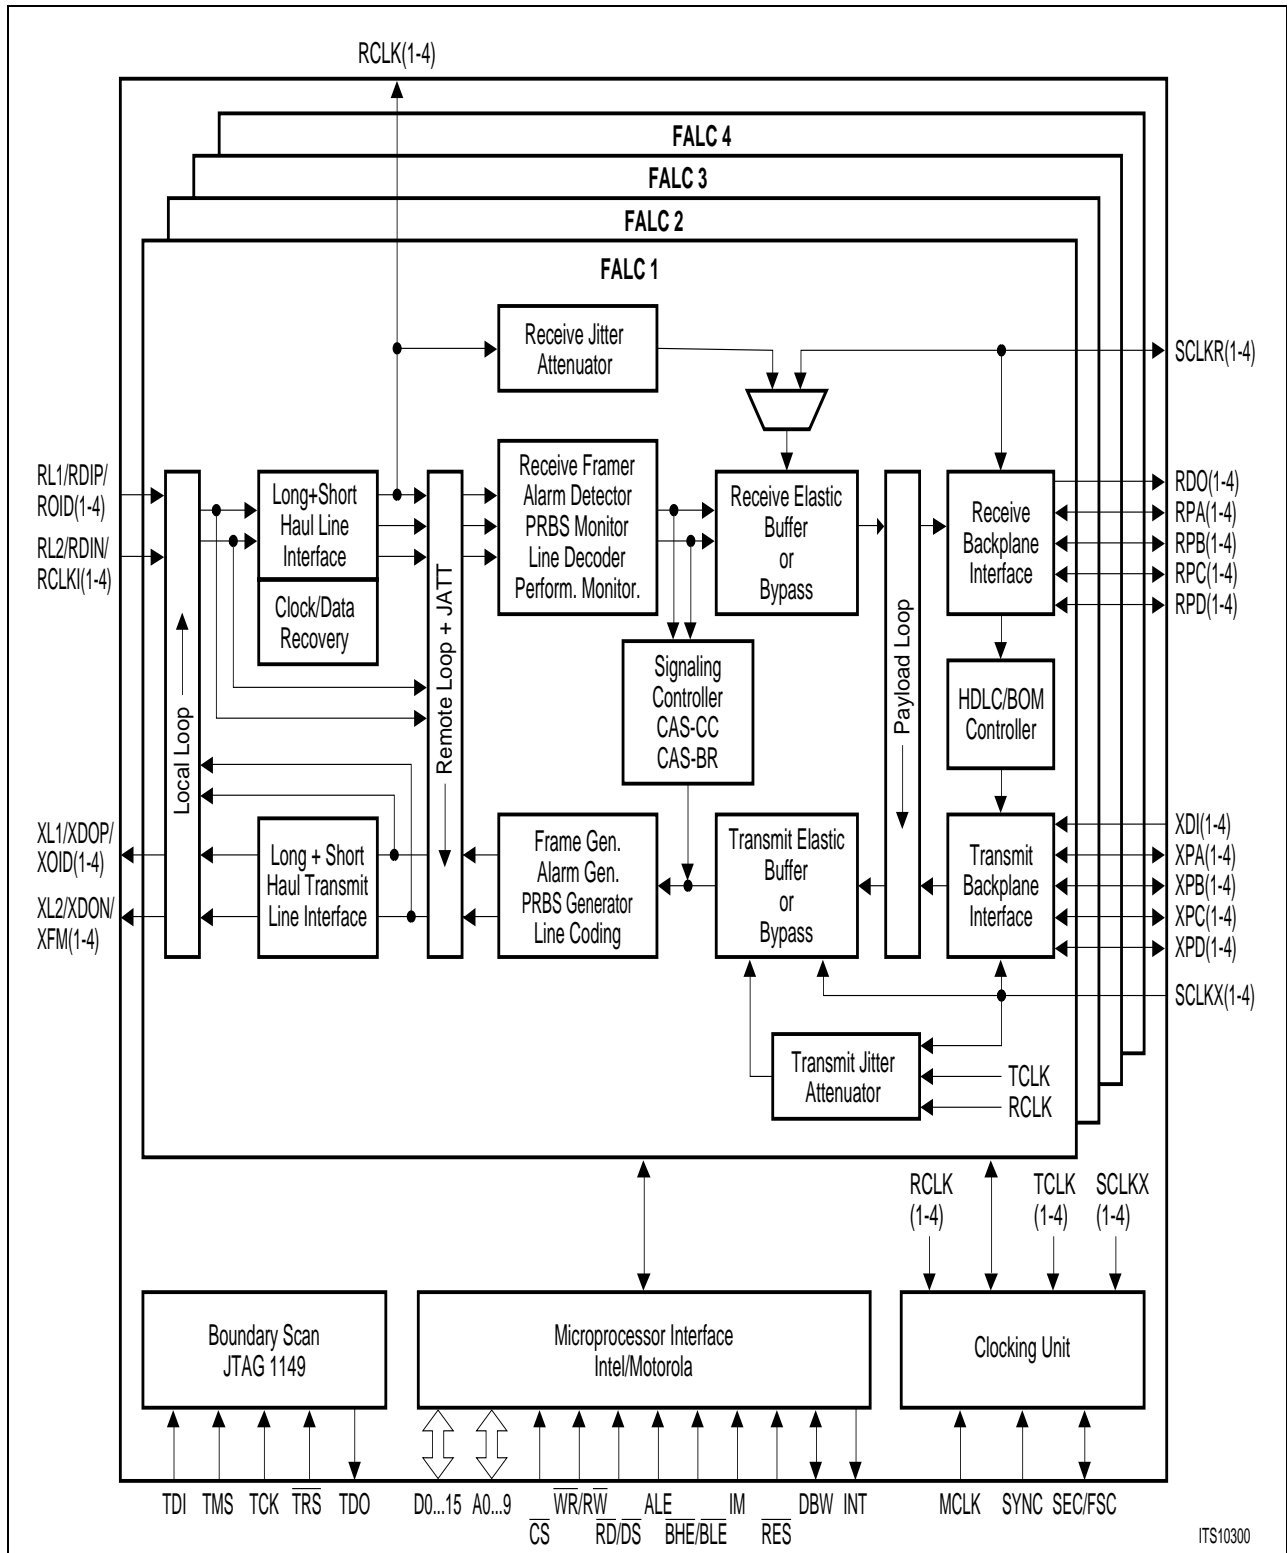 RCLK(1-4)
FALC 4
FALC 3
FALC 2
FALC 1
Receive Jitter
Attenuator
SCLKR(1-4)
RL1/RDIP/
ROID(1-4)
RL2/RDIN/
RCLKI(1-4)
Local Loop
Long+Short
Haul Line
Interface
Clock/Data
Recovery
Remote Loop + JATT
Receive Framer
Alarm Detector
PRBS Monitor
Line Decoder
Perform. Monitor.
Receive Elastic
Buffer
or
Bypass
Payload Loop
Receive
Backplane
Interface
RDO(1-4)
RPA(1-4)
RPB(1-4)
RPC(1-4)
RPD(1-4)
Signaling
Controller
CAS-CC
CAS-BR
HDLC/BOM
Controller
XL1/XDOP/
XOID(1-4)
XL2/XDON/
XFM(1-4)
Long + Short
Haul Transmit
Line Interface
Frame Gen.
Alarm Gen.
PRBS Generator
Line Coding
Transmit Elastic
Buffer
or
Bypass
Transmit
Backplane
Interface
XDI(1-4)
XPA(1-4)
XPB(1-4)
XPC(1-4)
XPD(1-4)
SCLKX(1-4)
Transmit Jitter
Attenuator
TCLK
RCLK
RCLK
(1-4)
TCLK
(1-4)
SCLKX
(1-4)
Boundary Scan
JTAG 1149
Microprocessor Interface
Intel/Motorola
Clocking Unit
TDI TMS TCK T̅R̅S̅ TDO D0...15 A0...9 W̅R̅/RW̅ ALE IM DBW INT MCLK SYNC SEC/FSC
C̅S̅ R̅D̅/D̅S̅ B̅H̅E̅/B̅L̅E̅ R̅E̅S̅
ITS10300